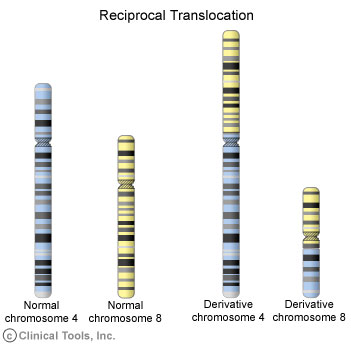 Reciprocal Translocation
Normal chromosome 4
Normal chromosome 8
Derivative chromosome 4
Derivative chromosome 8
© Clinical Tools, Inc.